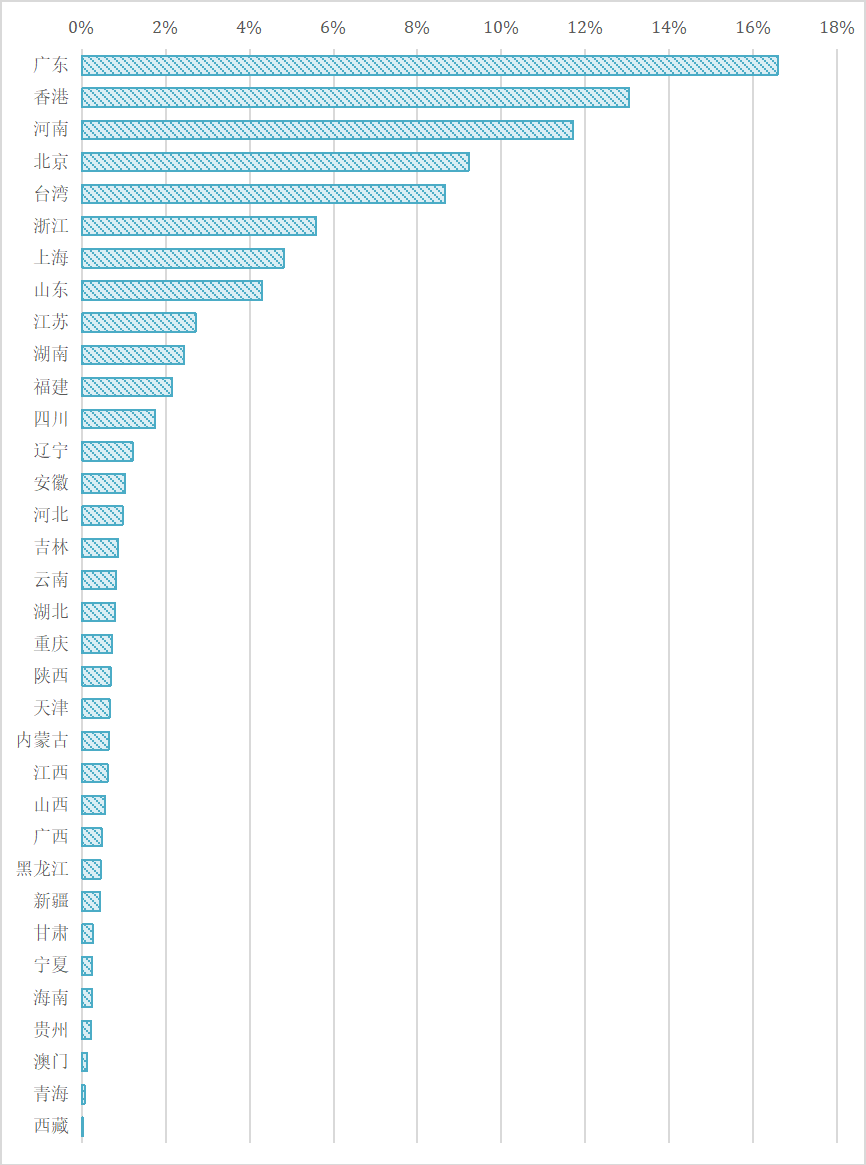 0% 2% 4% 6% 8% 10% 12% 14% 16% 18%
广东
香港
河南
北京
台湾
浙江
上海
山东
江苏
湖南
福建
四川
辽宁
安徽
河北
吉林
云南
湖北
重庆
陕西
天津
内蒙古
江西
山西
广西
黑龙江
新疆
甘肃
宁夏
海南
贵州
澳门
青海
西藏